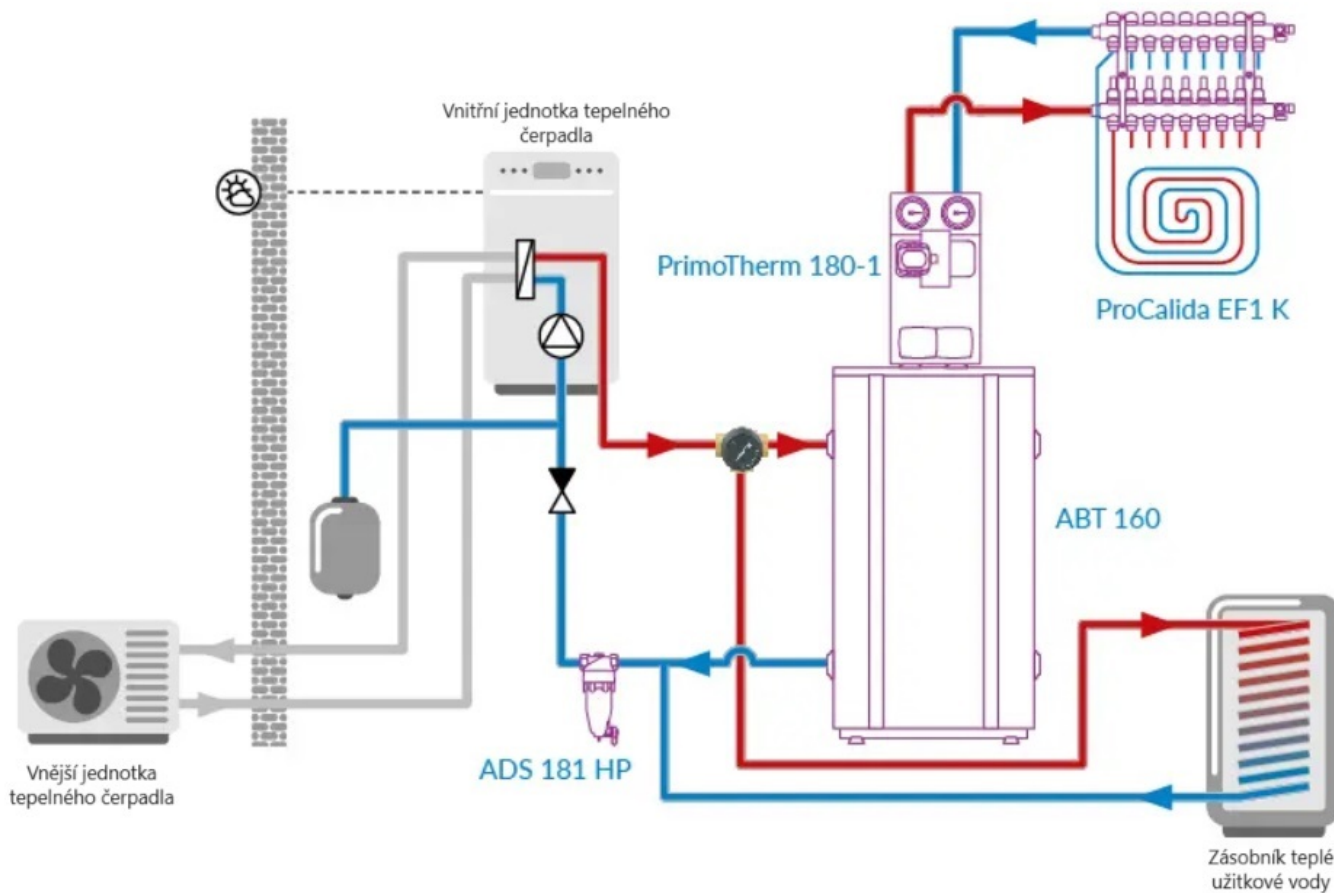 Vnitřní jednotka tepelného
čerpadla
PrimoTherm 180-1
ProCalida EF1 K
ABT 160
ADS 181 HP
Vnější jednotka
tepelného čerpadla
Zásobník teplé
užitkové vody